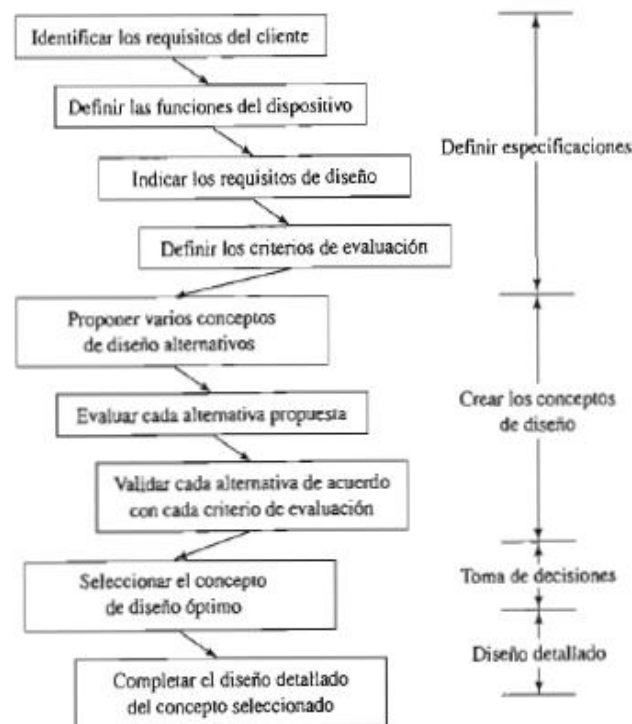 Identificar los requisitos del cliente
Definir las funciones del dispositivo
Definir especificaciones
Indicar los requisitos de diseño
Definir los criterios de evaluación
Proponer varios conceptos
de diseño alternativos
Evaluar cada alternativa propuesta
Crear los conceptos
de diseño
Validar cada alternativa de acuerdo
con cada criterio de evaluación
Seleccionar el concepto
de diseño óptimo
Toma de decisiones
Completar el diseño detallado
del concepto seleccionado
Diseño detallado